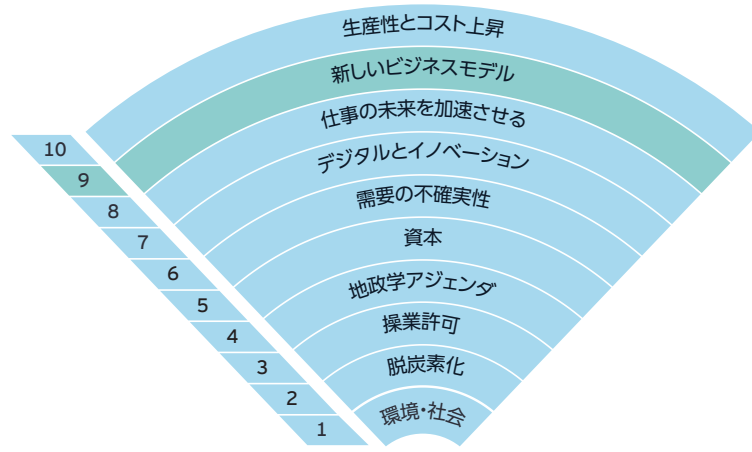 生産性とコスト上昇
新しいビジネスモデル
仕事の未来を加速させる
デジタルとイノベーション
需要の不確実性
資本
地政学アジェンダ
操業許可
脱炭素化
環境・社会
10
9
8
7
6
5
4
3
2
1